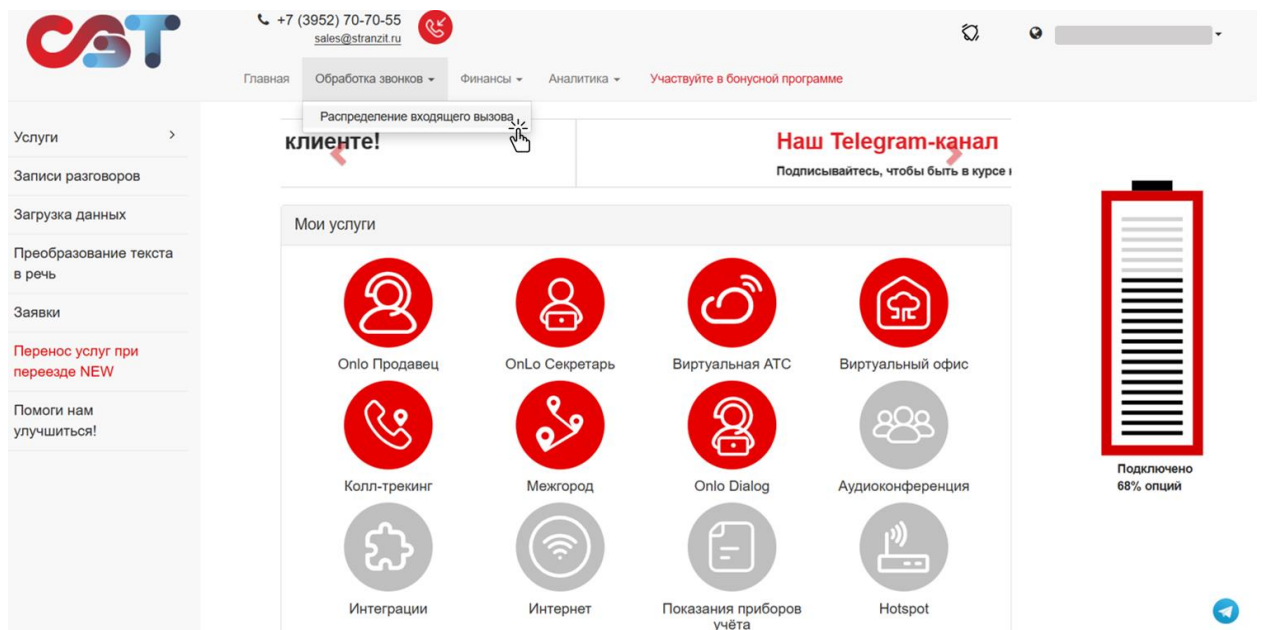 CST
+7 (3952) 70-70-55
sales@stranzit.ru
Главная Обработка звонков Финансы Аналитика Участвуйте в бонусной программе
Распределение входящего вызова
Услуги
Записи разговоров
Загрузка данных
Преобразование текста
в речь
Заявки
Перенос услуг при
переезде NEW
Помоги нам
улучшиться!
клиенте!
Наш Telegram-канал
Подписывайтесь, чтобы быть в курсе
Мои услуги
Onlo Продавец OnLo Секретарь Виртуальная АТС Виртуальный офис
Колл-трекинг Межгород Onlo Dialog Аудиоконференция
Интеграции Интернет Показания приборов
учёта
Hotspot
Подключено
68% опций